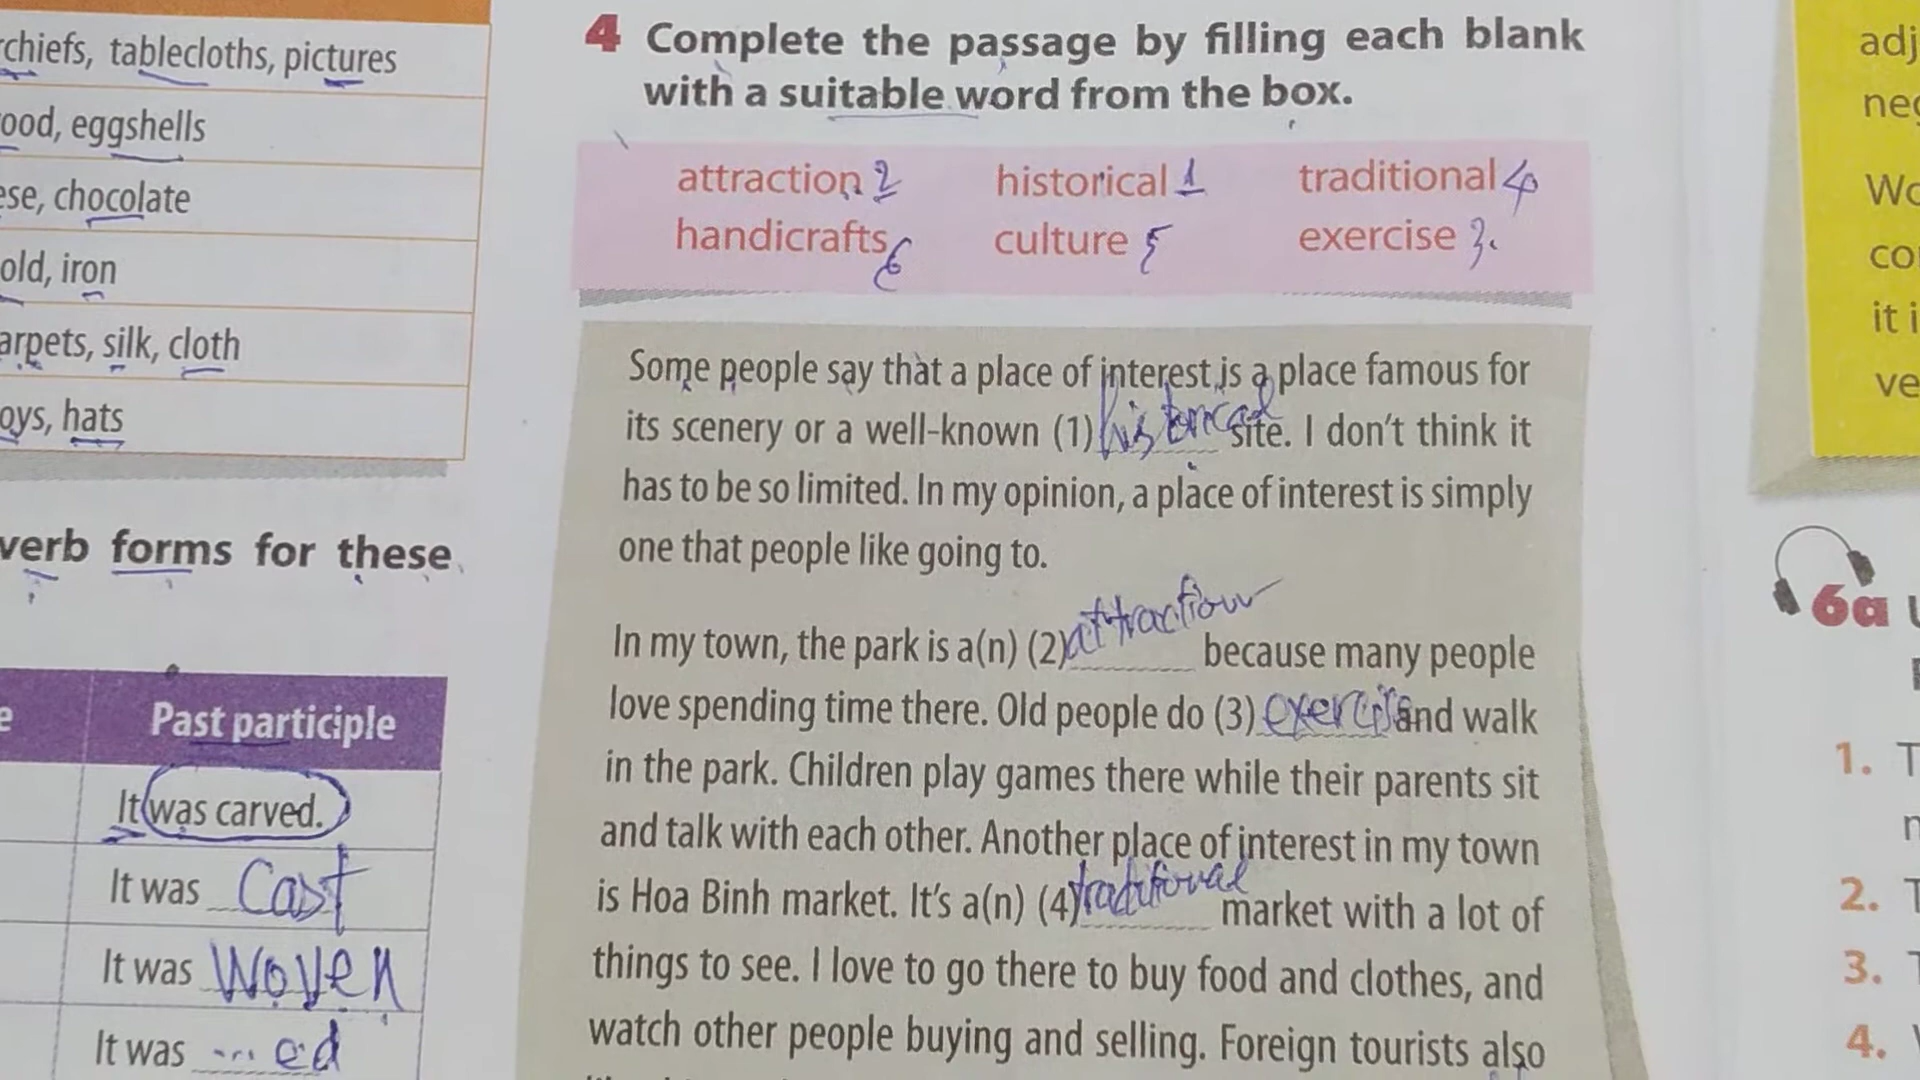 chiefs, tablecloths, pictures
ood, eggshells
ese, chocolate
old, iron
arpets, silk, cloth
oys, hats
verb forms for these
e Past participle
It was carved.
It was Cast
It was Woven
It was ... ed
4 Complete the passage by filling each blank
with a suitable word from the box.
attraction 2 historical 1 traditional 4
handicrafts 6 culture 5 exercise 3.
Some people say that a place of interest is a place famous for
its scenery or a well-known (1) historical site. I don't think it
has to be so limited. In my opinion, a place of interest is simply
one that people like going to.
In my town, the park is a(n) (2) attraction because many people
love spending time there. Old people do (3) exercise and walk
in the park. Children play games there while their parents sit
and talk with each other. Another place of interest in my town
is Hoa Binh market. It's a(n) (4) traditional market with a lot of
things to see. I love to go there to buy food and clothes, and
watch other people buying and selling. Foreign tourists also
adj
neg
Wo
co
it i
ve
6a
1. T
2. T
3. T
4.